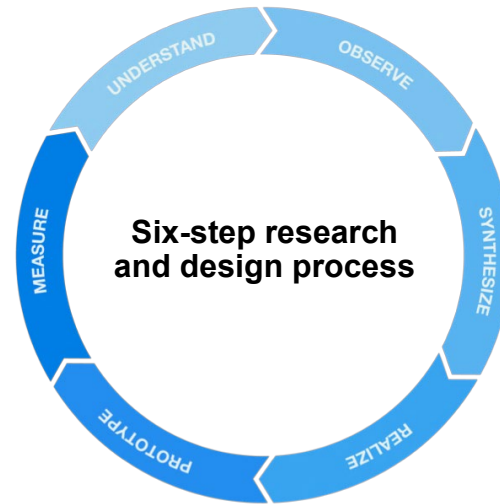 UNDERSTAND
OBSERVE
SYNTHESIZE
REALIZE
PROTOTYPE
MEASURE
Six-step research
and design process